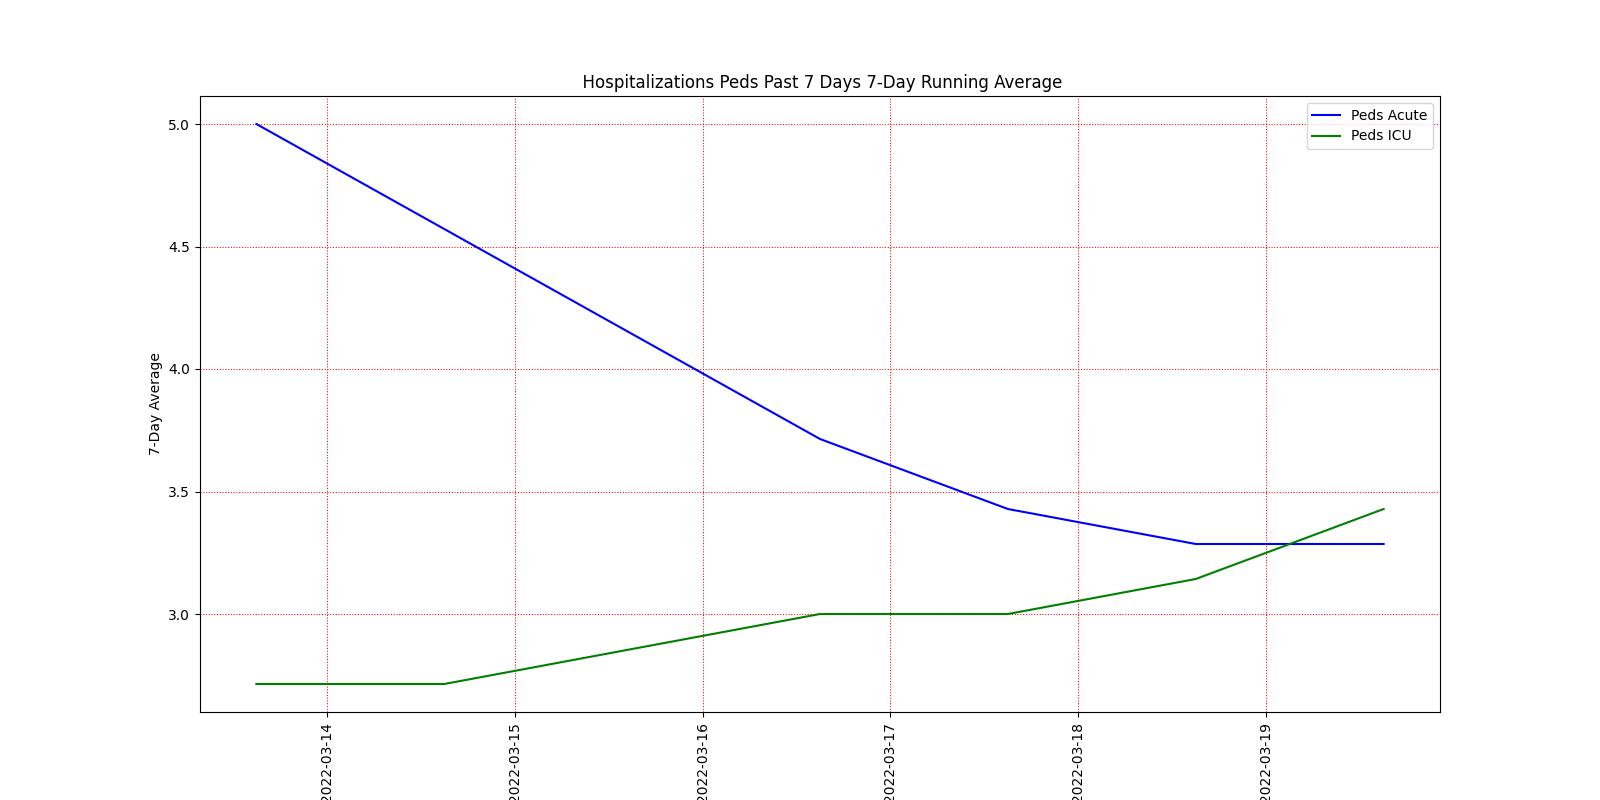 Hospitalizations Peds Past 7 Days 7-Day Running Average
Peds Acute
Peds ICU
7-Day Average
5.0
4.5
4.0
3.5
3.0
2022-03-14
2022-03-15
2022-03-16
2022-03-17
2022-03-18
2022-03-19